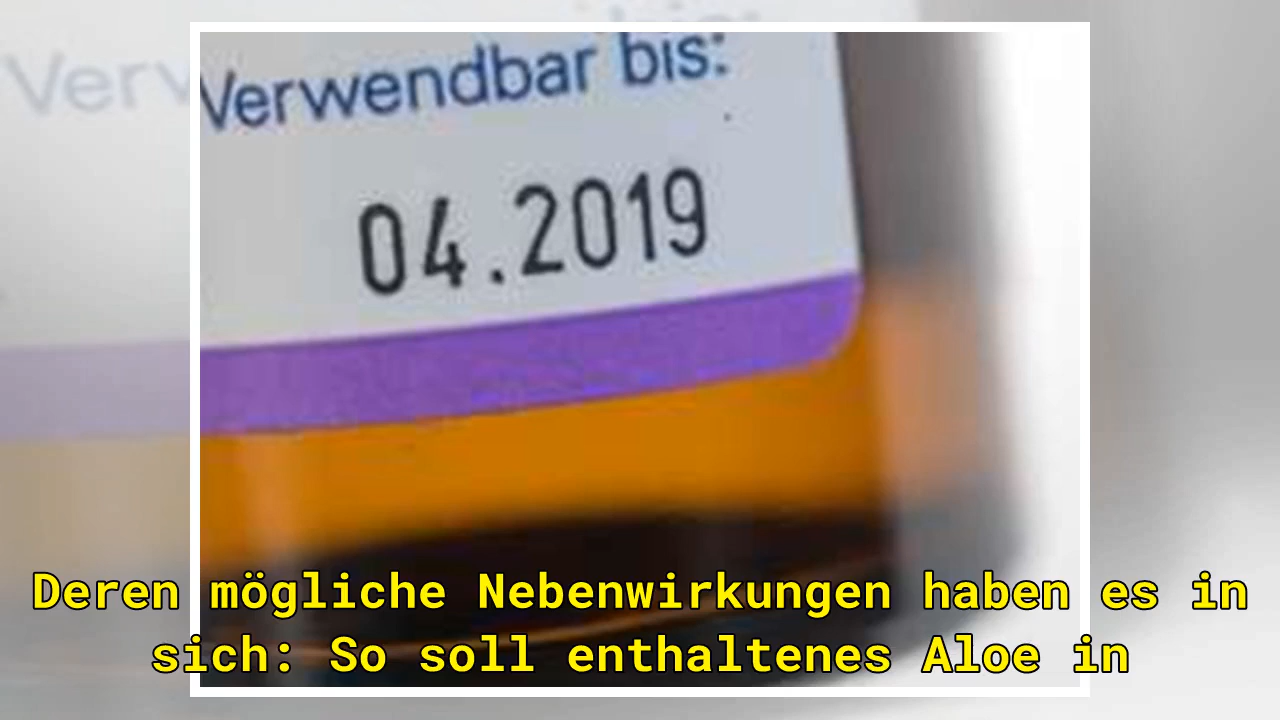 Verwendbar bis:
04.2019
Deren mögliche Nebenwirkungen haben es in
sich: So soll enthaltenes Aloe in